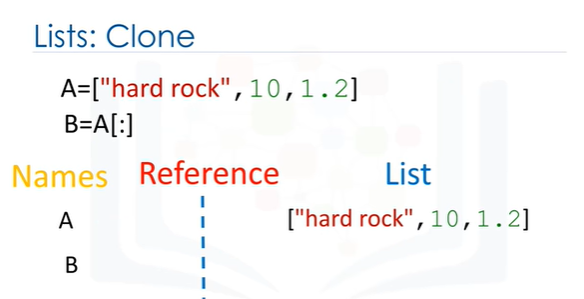 Lists: Clone
A=["hard rock",10,1.2]
B=A[:]
Names Reference List
A ["hard rock",10,1.2]
B